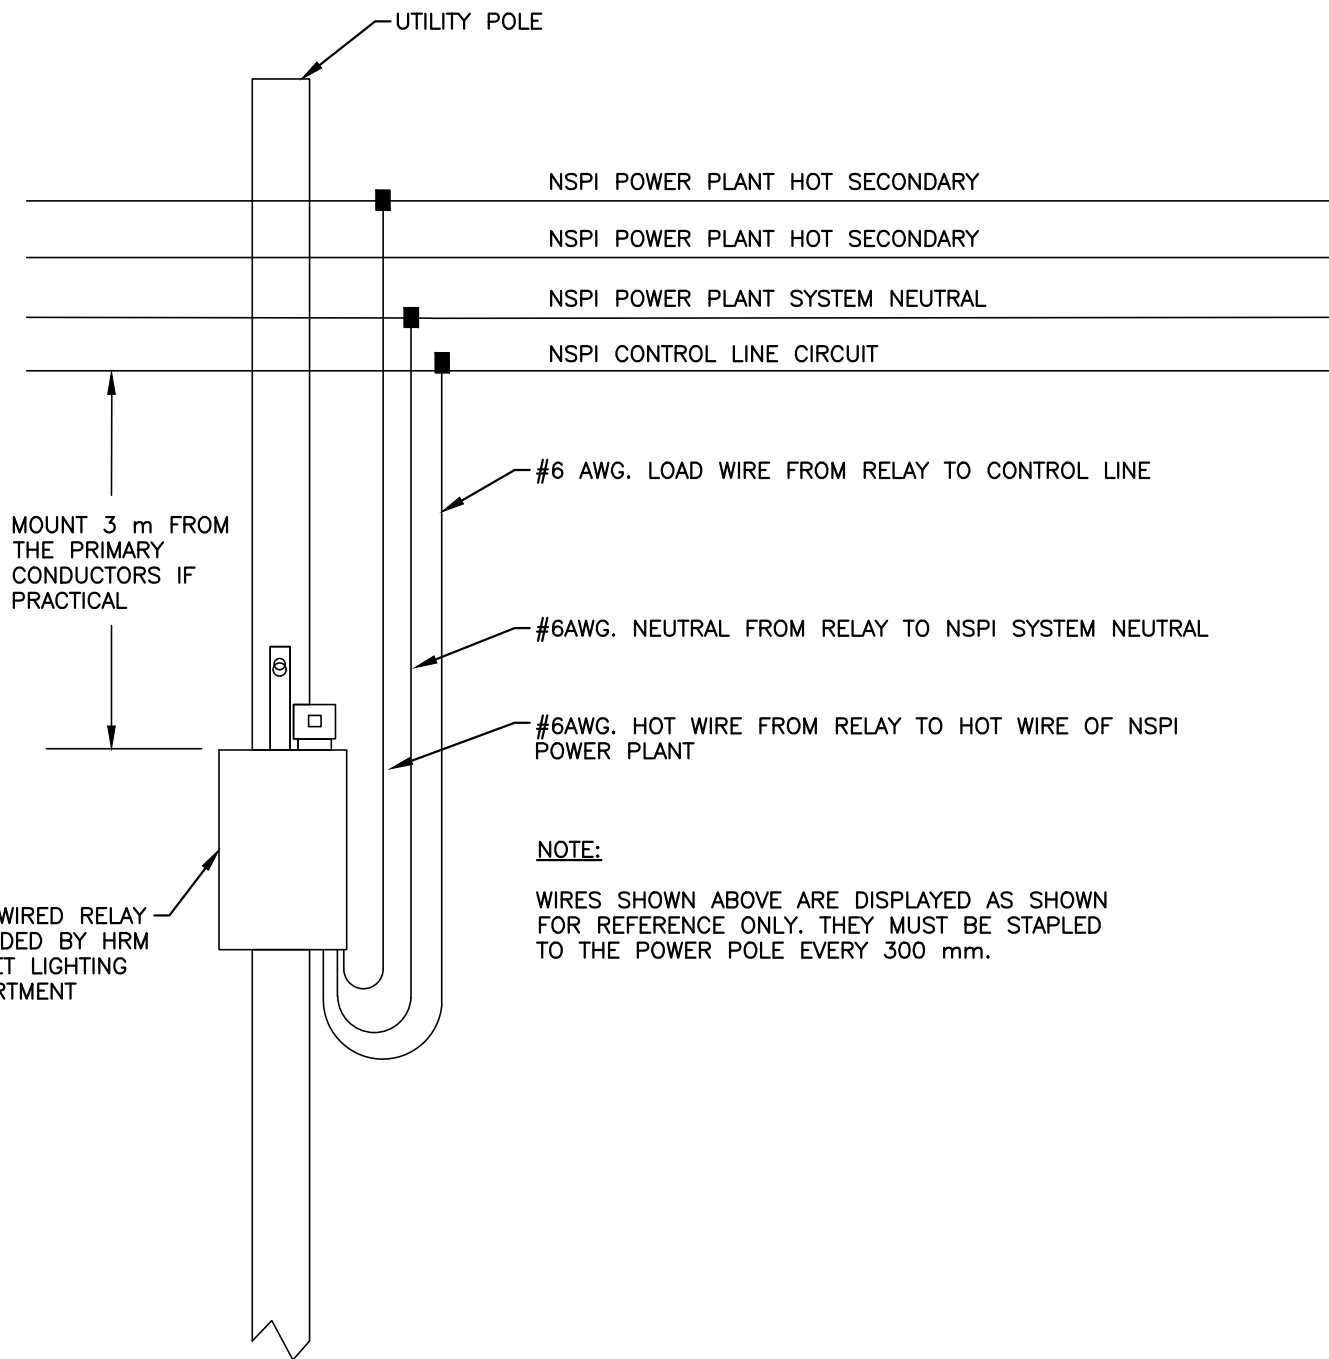 UTILITY POLE
NSPI POWER PLANT HOT SECONDARY
NSPI POWER PLANT HOT SECONDARY
NSPI POWER PLANT SYSTEM NEUTRAL
NSPI CONTROL LINE CIRCUIT
#6 AWG. LOAD WIRE FROM RELAY TO CONTROL LINE
MOUNT 3 m FROM
THE PRIMARY
CONDUCTORS IF
PRACTICAL
#6AWG. NEUTRAL FROM RELAY TO NSPI SYSTEM NEUTRAL
#6AWG. HOT WIRE FROM RELAY TO HOT WIRE OF NSPI
POWER PLANT
NOTE:
WIRES SHOWN ABOVE ARE DISPLAYED AS SHOWN
FOR REFERENCE ONLY. THEY MUST BE STAPLED
TO THE POWER POLE EVERY 300 mm.
WIRED RELAY
BY HRM
LIGHTING